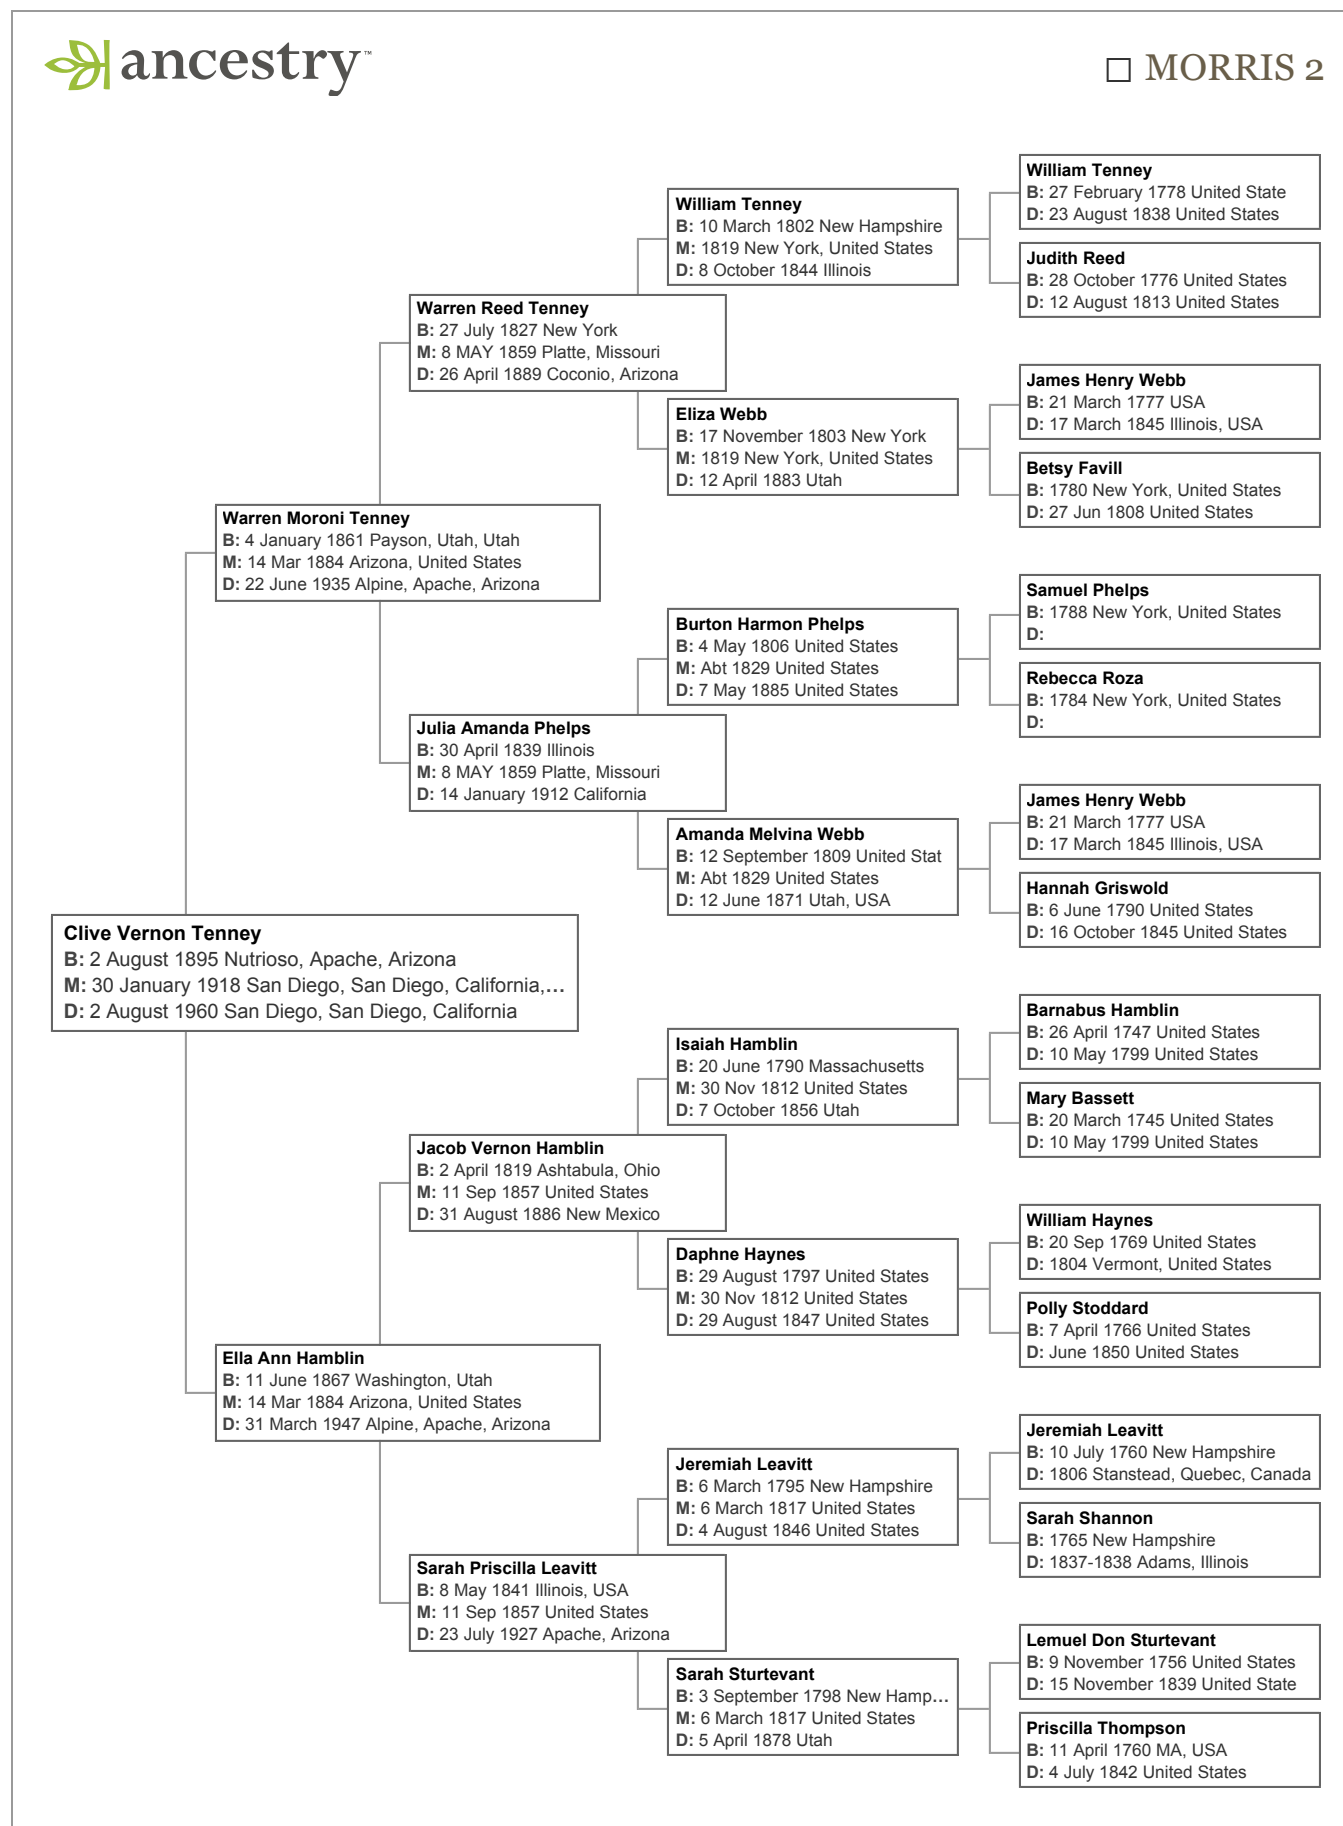 ancestry™
□ MORRIS 2
William Tenney
B: 27 February 1778 United State
D: 23 August 1838 United States
William Tenney
B: 10 March 1802 New Hampshire
M: 1819 New York, United States
D: 8 October 1844 Illinois
Judith Reed
B: 28 October 1776 United States
D: 12 August 1813 United States
Warren Reed Tenney
B: 27 July 1827 New York
M: 8 MAY 1859 Platte, Missouri
D: 26 April 1889 Coconio, Arizona
James Henry Webb
B: 21 March 1777 USA
D: 17 March 1845 Illinois, USA
Eliza Webb
B: 17 November 1803 New York
M: 1819 New York, United States
D: 12 April 1883 Utah
Betsy Favill
B: 1780 New York, United States
D: 27 Jun 1808 United States
Warren Moroni Tenney
B: 4 January 1861 Payson, Utah, Utah
M: 14 Mar 1884 Arizona, United States
D: 22 June 1935 Alpine, Apache, Arizona
Samuel Phelps
B: 1788 New York, United States
D:
Burton Harmon Phelps
B: 4 May 1806 United States
M: Abt 1829 United States
D: 7 May 1885 United States
Rebecca Roza
B: 1784 New York, United States
D:
Julia Amanda Phelps
B: 30 April 1839 Illinois
M: 8 MAY 1859 Platte, Missouri
D: 14 January 1912 California
James Henry Webb
B: 21 March 1777 USA
D: 17 March 1845 Illinois, USA
Amanda Melvina Webb
B: 12 September 1809 United Stat
M: Abt 1829 United States
D: 12 June 1871 Utah, USA
Hannah Griswold
B: 6 June 1790 United States
D: 16 October 1845 United States
Clive Vernon Tenney
B: 2 August 1895 Nutrioso, Apache, Arizona
M: 30 January 1918 San Diego, San Diego, California,...
D: 2 August 1960 San Diego, San Diego, California
Barnabus Hamblin
B: 26 April 1747 United States
D: 10 May 1799 United States
Isaiah Hamblin
B: 20 June 1790 Massachusetts
M: 30 Nov 1812 United States
D: 7 October 1856 Utah
Mary Bassett
B: 20 March 1745 United States
D: 10 May 1799 United States
Jacob Vernon Hamblin
B: 2 April 1819 Ashtabula, Ohio
M: 11 Sep 1857 United States
D: 31 August 1886 New Mexico
William Haynes
B: 20 Sep 1769 United States
D: 1804 Vermont, United States
Daphne Haynes
B: 29 August 1797 United States
M: 30 Nov 1812 United States
D: 29 August 1847 United States
Polly Stoddard
B: 7 April 1766 United States
D: June 1850 United States
Ella Ann Hamblin
B: 11 June 1867 Washington, Utah
M: 14 Mar 1884 Arizona, United States
D: 31 March 1947 Alpine, Apache, Arizona
Jeremiah Leavitt
B: 10 July 1760 New Hampshire
D: 1806 Stanstead, Quebec, Canada
Jeremiah Leavitt
B: 6 March 1795 New Hampshire
M: 6 March 1817 United States
D: 4 August 1846 United States
Sarah Shannon
B: 1765 New Hampshire
D: 1837-1838 Adams, Illinois
Sarah Priscilla Leavitt
B: 8 May 1841 Illinois, USA
M: 11 Sep 1857 United States
D: 23 July 1927 Apache, Arizona
Lemuel Don Sturtevant
B: 9 November 1756 United States
D: 15 November 1839 United State
Sarah Sturtevant
B: 3 September 1798 New Hamp...
M: 6 March 1817 United States
D: 5 April 1878 Utah
Priscilla Thompson
B: 11 April 1760 MA, USA
D: 4 July 1842 United States